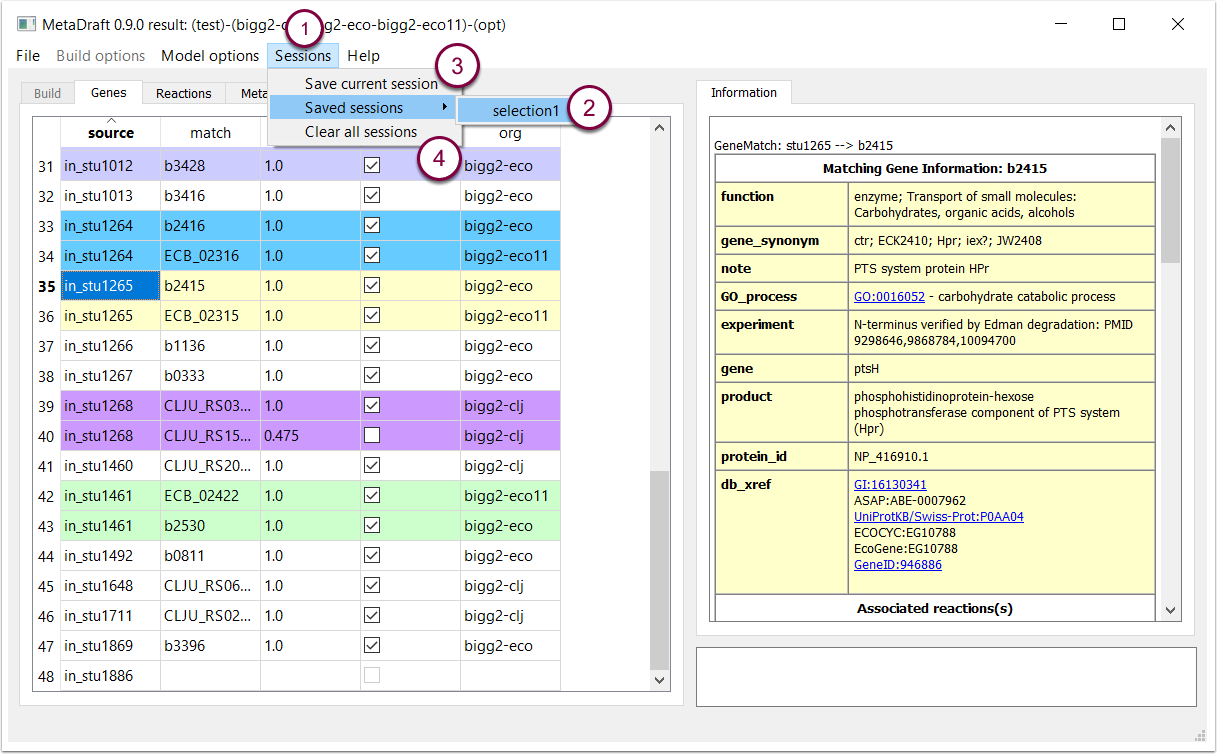 MetaDraft 0.9.0 result: (test)-(bigg2-c g2-eco-bigg2-eco11)-(opt)
1
File Build options Model options Sessions Help
3
Save current session
Saved sessions
selection1
2
Clear all sessions
4
Build Genes Reactions Meta
source match org
31 in_stu1012 b3428 1.0 bigg2-eco
32 in_stu1013 b3416 1.0 bigg2-eco
33 in_stu1264 b2416 1.0 bigg2-eco
34 in_stu1264 ECB_02316 1.0 bigg2-eco11
35 in_stu1265 b2415 1.0 bigg2-eco
36 in_stu1265 ECB_02315 1.0 bigg2-eco11
37 in_stu1266 b1136 1.0 bigg2-eco
38 in_stu1267 b0333 1.0 bigg2-eco
39 in_stu1268 CLJU_RS03... 1.0 bigg2-clj
40 in_stu1268 CLJU_RS15... 0.475 bigg2-clj
41 in_stu1460 CLJU_RS20... 1.0 bigg2-clj
42 in_stu1461 ECB_02422 1.0 bigg2-eco11
43 in_stu1461 b2530 1.0 bigg2-eco
44 in_stu1492 b0811 1.0 bigg2-eco
45 in_stu1648 CLJU_RS06... 1.0 bigg2-clj
46 in_stu1711 CLJU_RS02... 1.0 bigg2-clj
47 in_stu1869 b3396 1.0 bigg2-eco
48 in_stu1886
Information
GeneMatch: stu1265 --> b2415
Matching Gene Information: b2415
function enzyme; Transport of small molecules:
Carbohydrates, organic acids, alcohols
gene_synonym ctr; ECK2410; Hpr; iex?; JW2408
note PTS system protein HPr
GO_process GO:0016052 - carbohydrate catabolic process
experiment N-terminus verified by Edman degradation: PMID
9298646,9868784,10094700
gene ptsH
product phosphohistidinoprotein-hexose
phosphotransferase component of PTS system
(Hpr)
protein_id NP_416910.1
db_xref GI:16130341
ASAP:ABE-0007962
UniProtKB/Swiss-Prot:P0AA04
ECOCYC:EG10788
EcoGene:EG10788
GeneID:946886
Associated reactions(s)